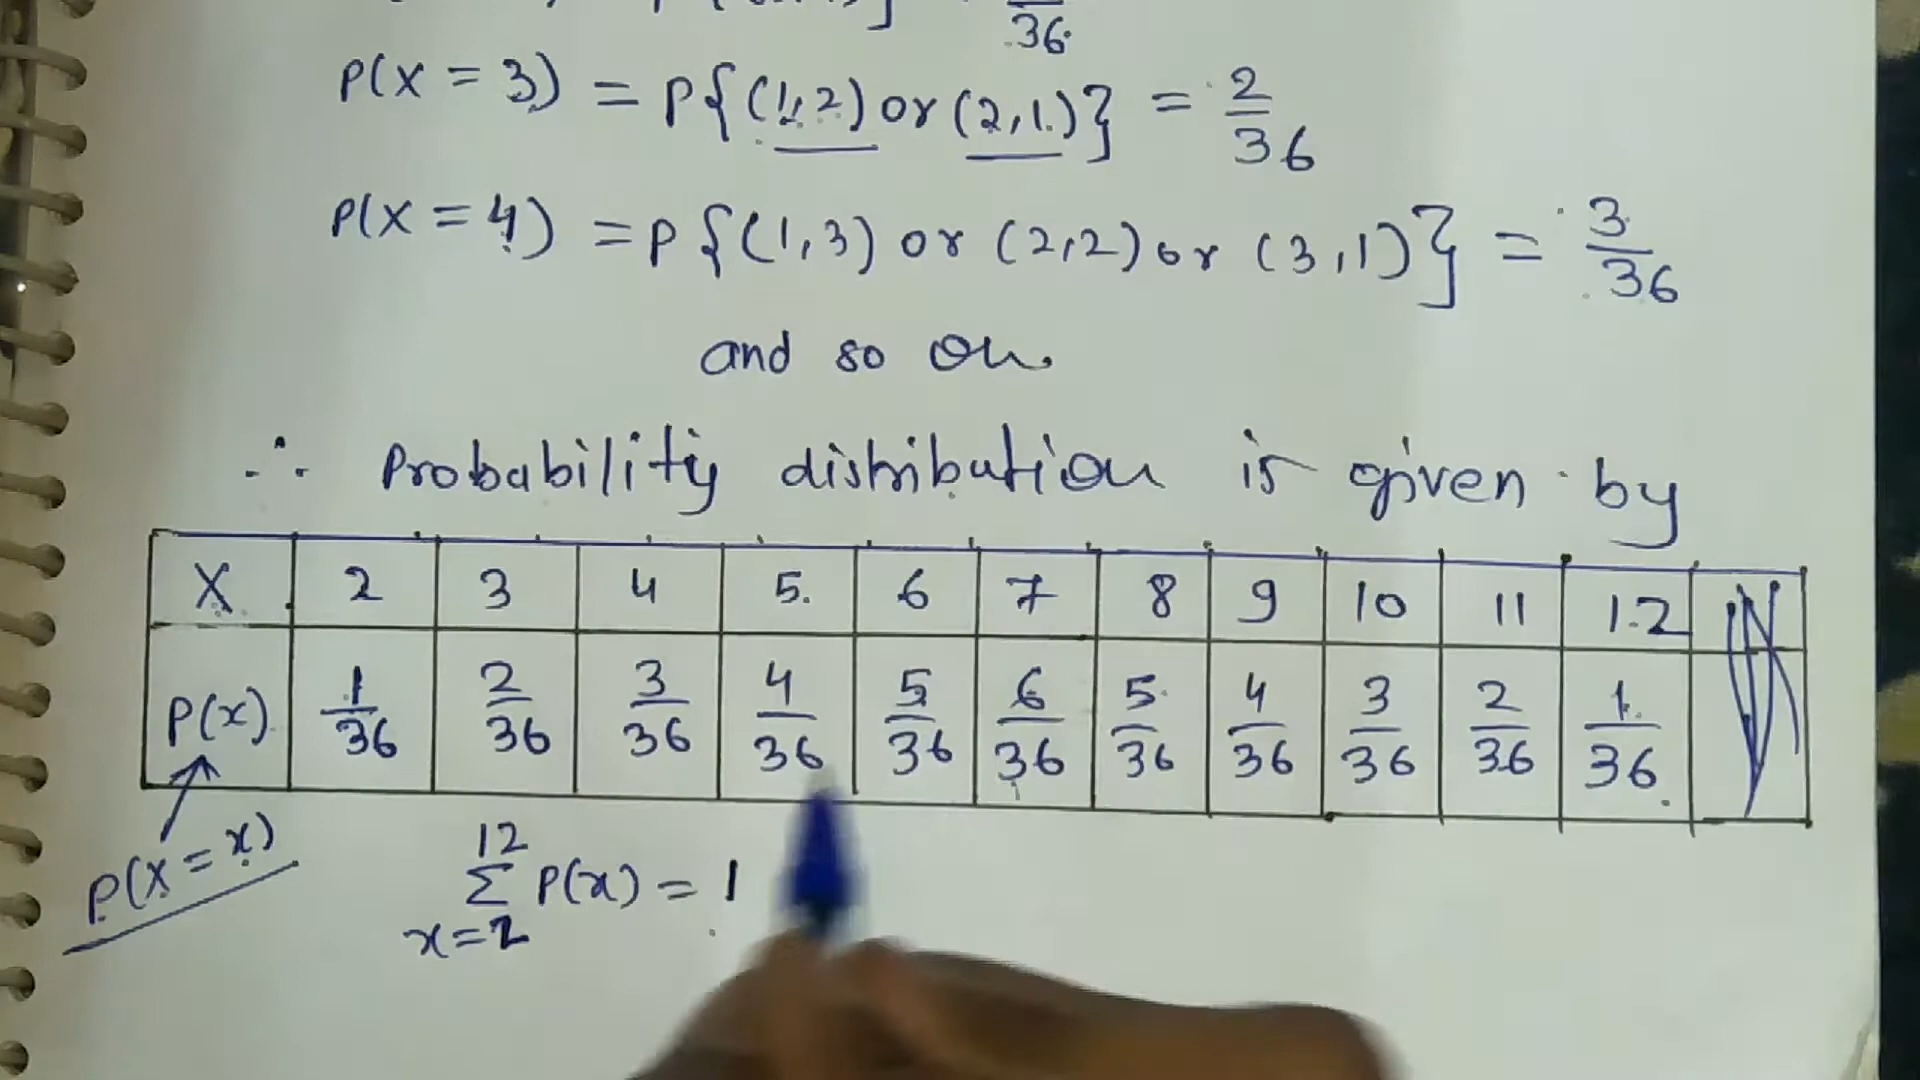 36
P(X = 3) = P{(1,2) or (2,1)} = 2/36
P(X = 4) = P{(1,3) or (2,2) or (3,1)} = 3/36
and so on.
∴ Probability distribution is given by
X 2 3 4 5. 6 7 8 9 10 11 12
P(x) 1/36 2/36 3/36 4/36 5/36 6/36 5/36 4/36 3/36 2/36 1/36
P(X = x)
12
Σ P(x) = 1
x=2